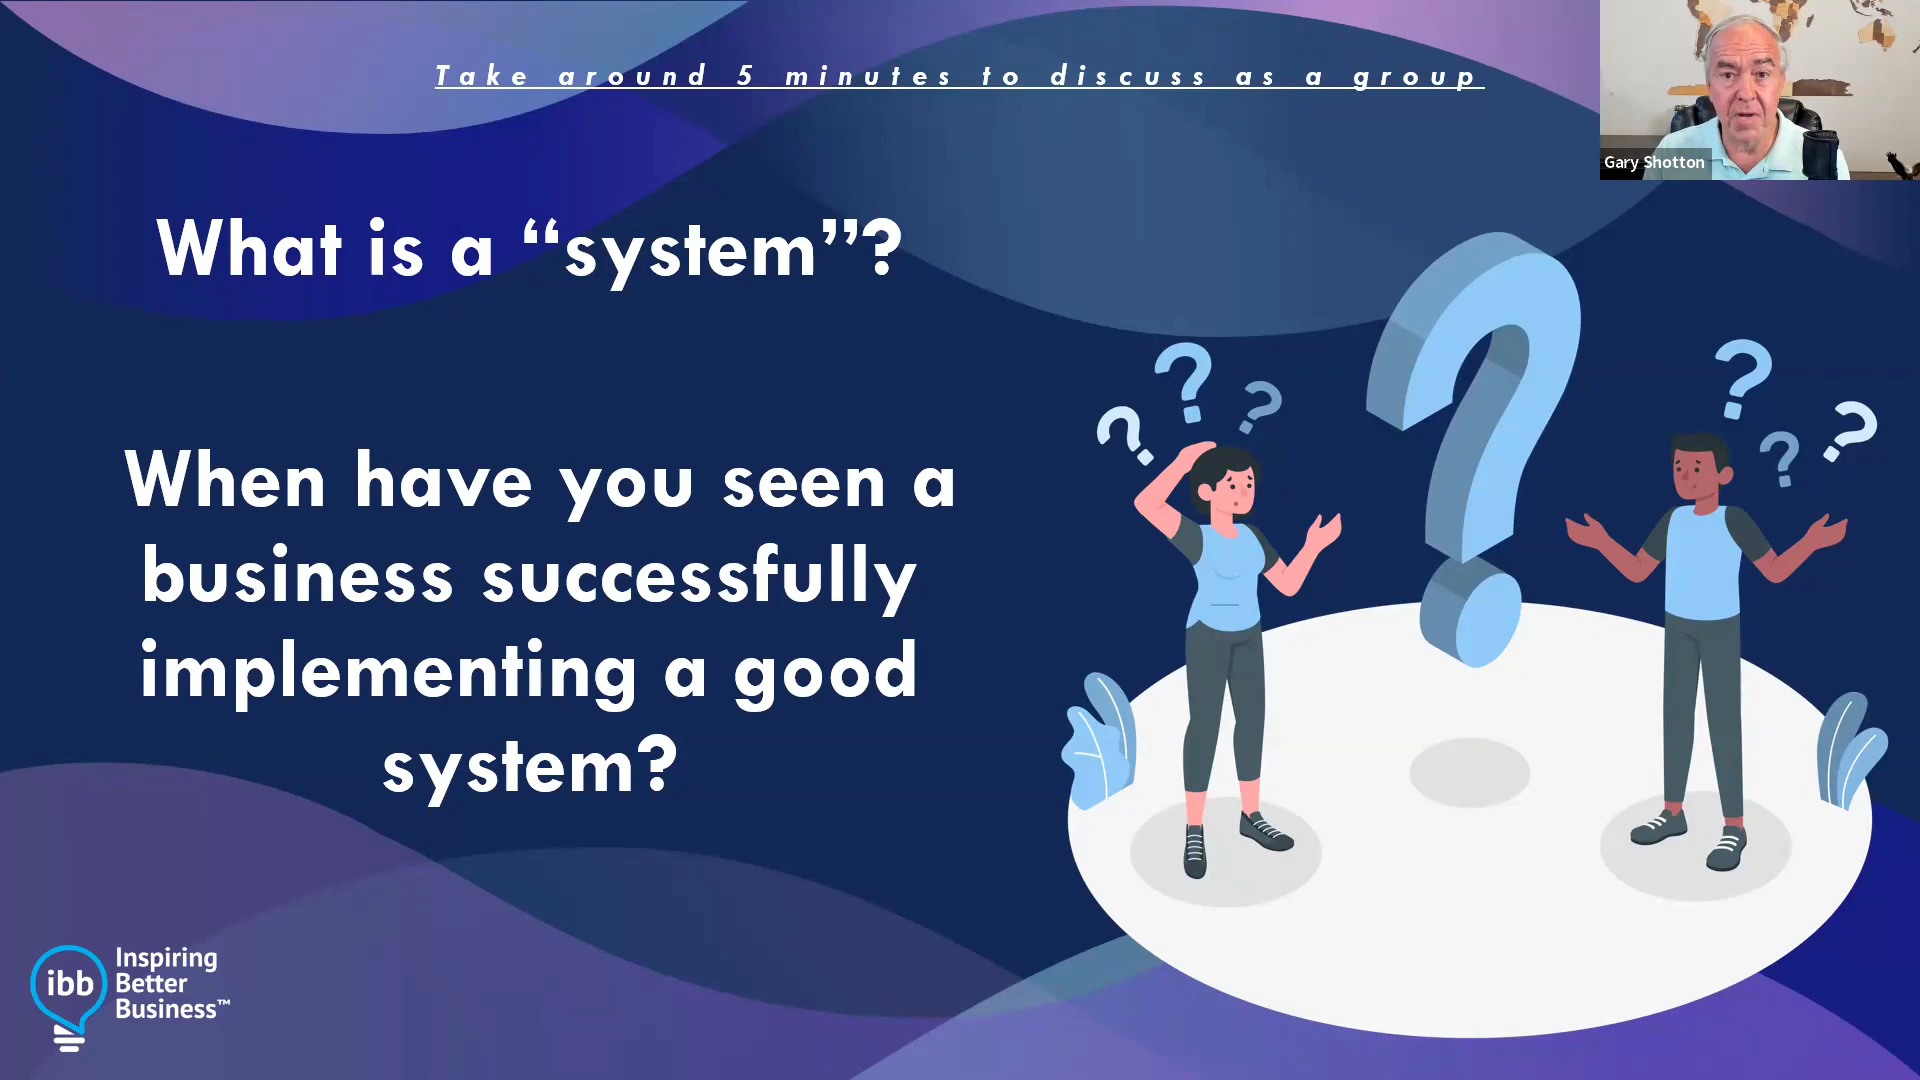 Take around 5 minutes to discuss as a group
Gary Shotton
What is a “system”?
When have you seen a
business successfully
implementing a good
system?
ibb
Inspiring
Better
Business™